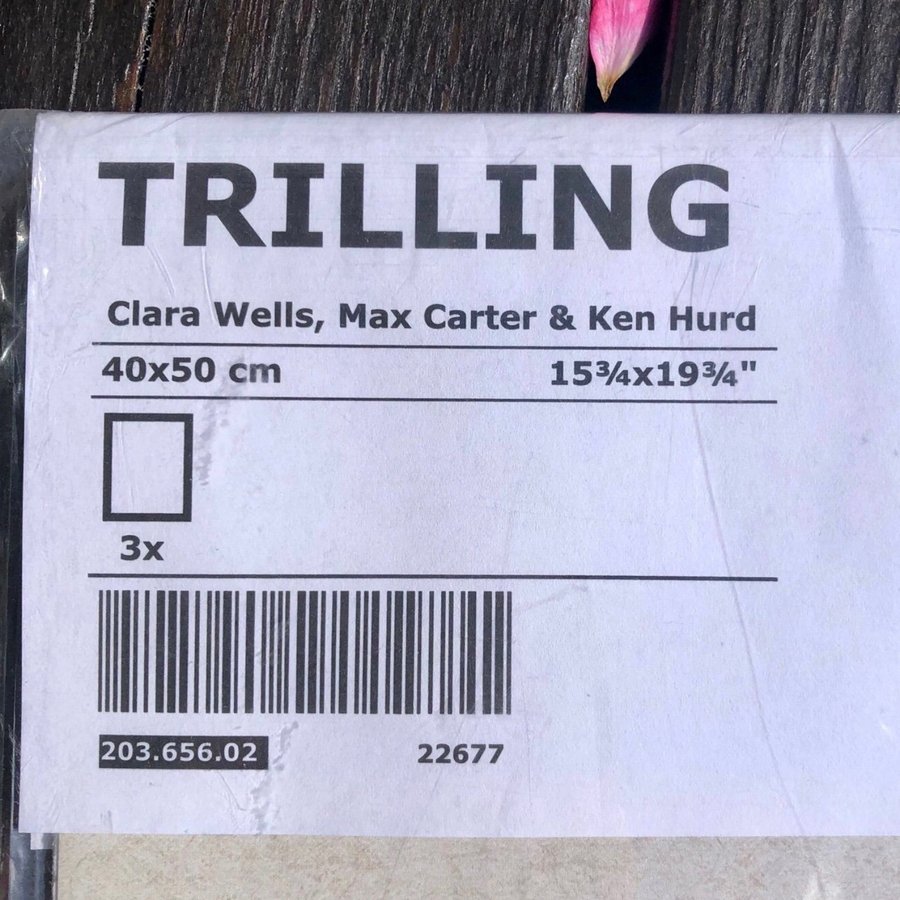 TRILLING
Clara Wells, Max Carter & Ken Hurd
40x50 cm 15¾x19¾"
3x
203.656.02 22677